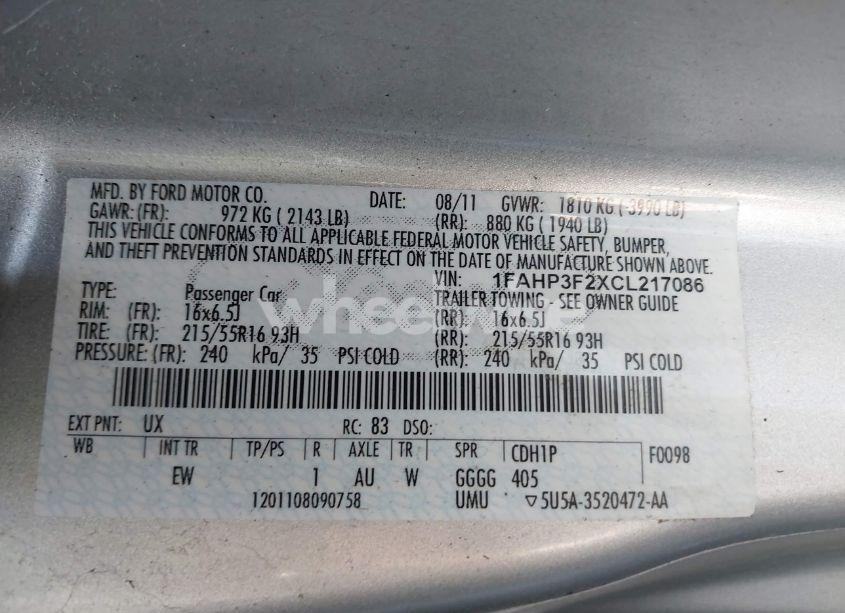 MFD. BY FORD MOTOR CO. DATE: 08/11 GVWR: 1810 KG ( 3990 LB)
GAWR: (FR): 972 KG ( 2143 LB) (RR): 880 KG ( 1940 LB)
THIS VEHICLE CONFORMS TO ALL APPLICABLE FEDERAL MOTOR VEHICLE SAFETY, BUMPER,
AND THEFT PREVENTION STANDARDS IN EFFECT ON THE DATE OF MANUFACTURE SHOWN ABOVE.
VIN: 1FAHP3F2XCL217086
TYPE: Passenger Car TRAILER TOWING - SEE OWNER GUIDE
RIM: (FR): 16x6.5J (RR): 16x6.5J
TIRE: (FR): 215/55R16 93H (RR): 215/55R16 93H
PRESSURE: (FR): 240 kPa/ 35 PSI COLD (RR): 240 kPa/ 35 PSI COLD
EXT PNT: UX RC: 83 DSO:
WB INT TR TP/PS R AXLE TR SPR CDH1P F0098
EW 1 AU W GGGG 405
1201108090758 UMU ▽5U5A-3520472-AA